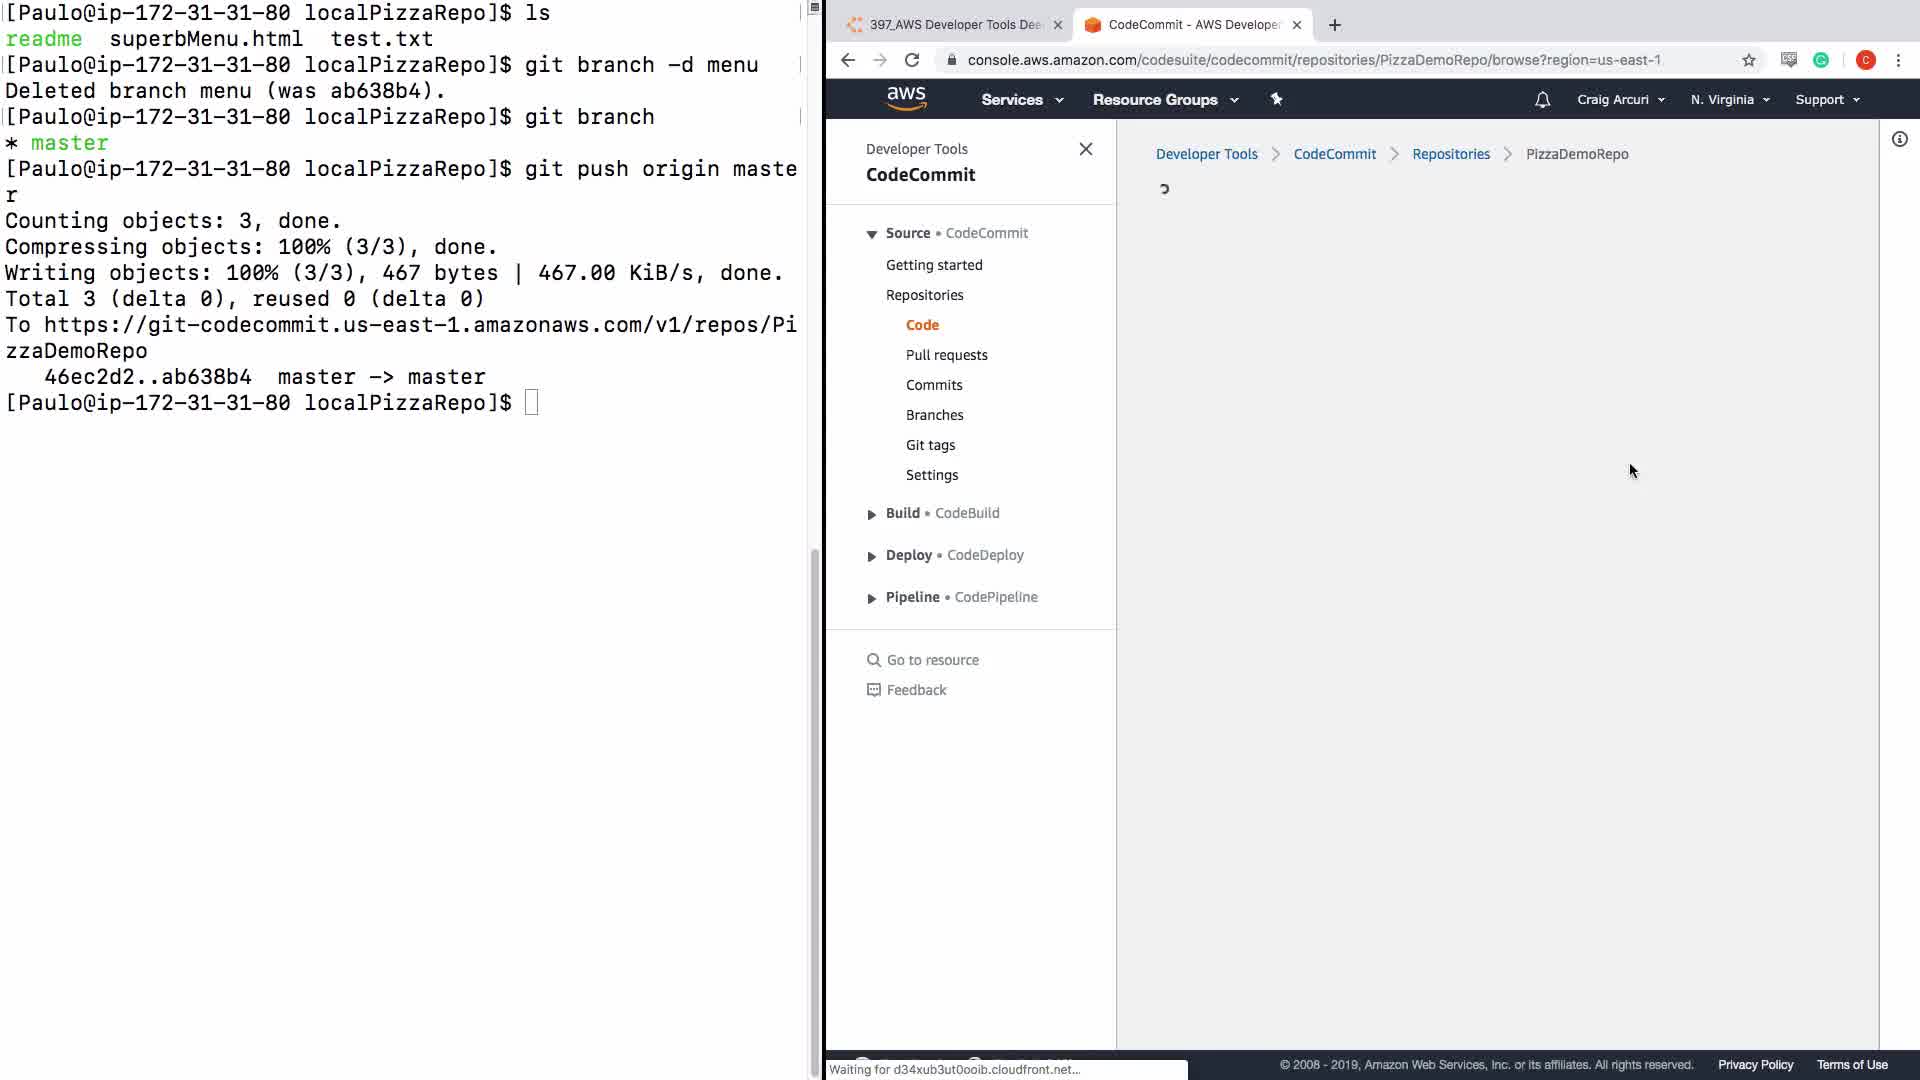 [Paulo@ip-172-31-31-80 localPizzaRepo]$ ls
readme  superbMenu.html  test.txt
[Paulo@ip-172-31-31-80 localPizzaRepo]$ git branch -d menu
Deleted branch menu (was ab638b4).
[Paulo@ip-172-31-31-80 localPizzaRepo]$ git branch
* master
[Paulo@ip-172-31-31-80 localPizzaRepo]$ git push origin maste
r
Counting objects: 3, done.
Compressing objects: 100% (3/3), done.
Writing objects: 100% (3/3), 467 bytes | 467.00 KiB/s, done.
Total 3 (delta 0), reused 0 (delta 0)
To https://git-codecommit.us-east-1.amazonaws.com/v1/repos/Pi
zzaDemoRepo
   46ec2d2..ab638b4  master -> master
[Paulo@ip-172-31-31-80 localPizzaRepo]$
397_AWS Developer Tools Dee
CodeCommit - AWS Developer
console.aws.amazon.com/codesuite/codecommit/repositories/PizzaDemoRepo/browse?region=us-east-1
C
aws
Services
Resource Groups
Craig Arcuri
N. Virginia
Support
Developer Tools
CodeCommit
Source • CodeCommit
Getting started
Repositories
Code
Pull requests
Commits
Branches
Git tags
Settings
Build • CodeBuild
Deploy • CodeDeploy
Pipeline • CodePipeline
Go to resource
Feedback
Developer Tools > CodeCommit > Repositories > PizzaDemoRepo
Waiting for d34xub3ut0ooib.cloudfront.net...
© 2008 - 2019, Amazon Web Services, Inc. or its affiliates. All rights reserved.
Privacy Policy
Terms of Use